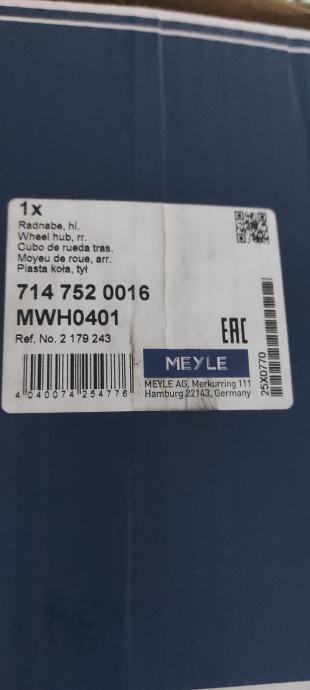 1x
Radnabe, hl.
Wheel hub, rr.
Cubo de rueda tras.
Moyeu de roue, arr.
Piasta koła, tył
714 752 0016
MWH0401
Ref. No. 2 179 243
EAC
MEYLE
MEYLE AG, Merkurring 111
Hamburg 22143, Germany
4 040074 254776
25X0770